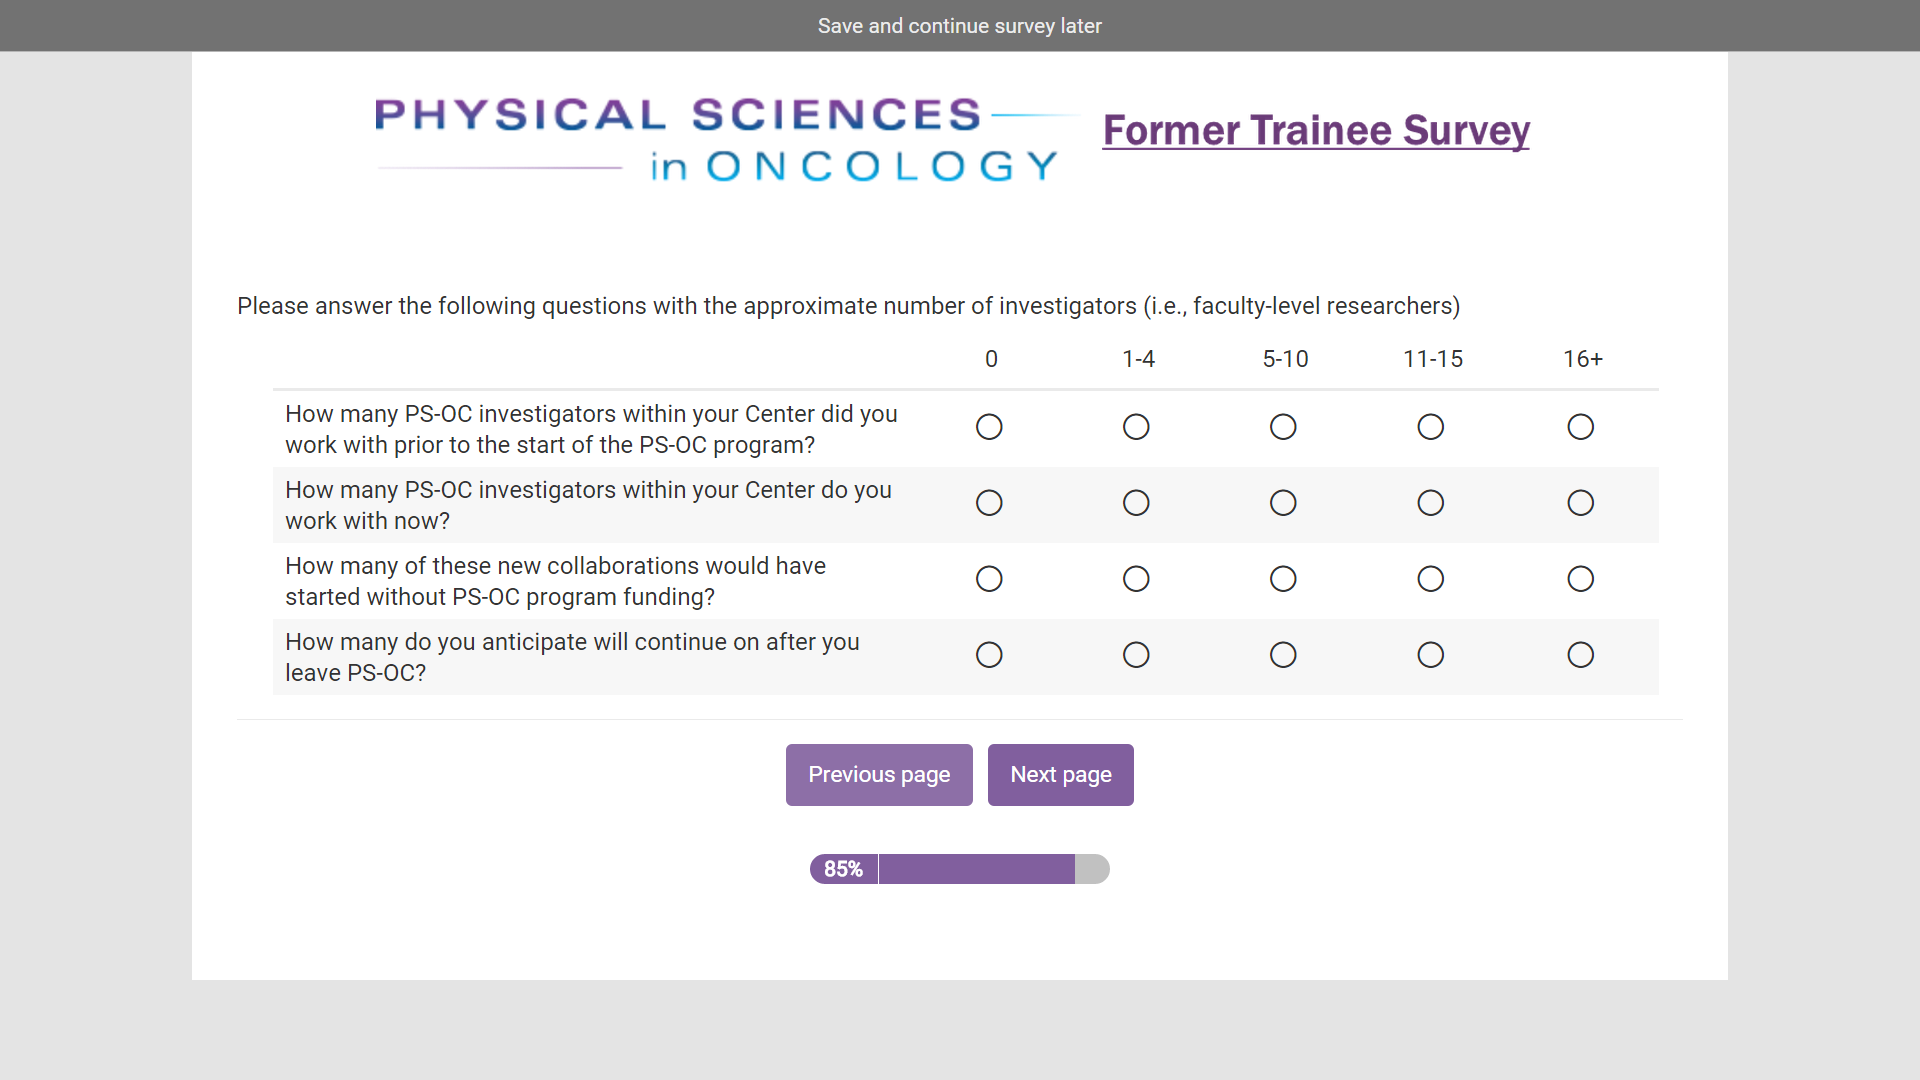 Save and continue survey later
PHYSICAL SCIENCES
in ONCOLOGY
Former Trainee Survey
Please answer the following questions with the approximate number of investigators (i.e., faculty-level researchers)
0 1-4 5-10 11-15 16+
How many PS-OC investigators within your Center did you
work with prior to the start of the PS-OC program?
How many PS-OC investigators within your Center do you
work with now?
How many of these new collaborations would have
started without PS-OC program funding?
How many do you anticipate will continue on after you
leave PS-OC?
Previous page Next page
85%